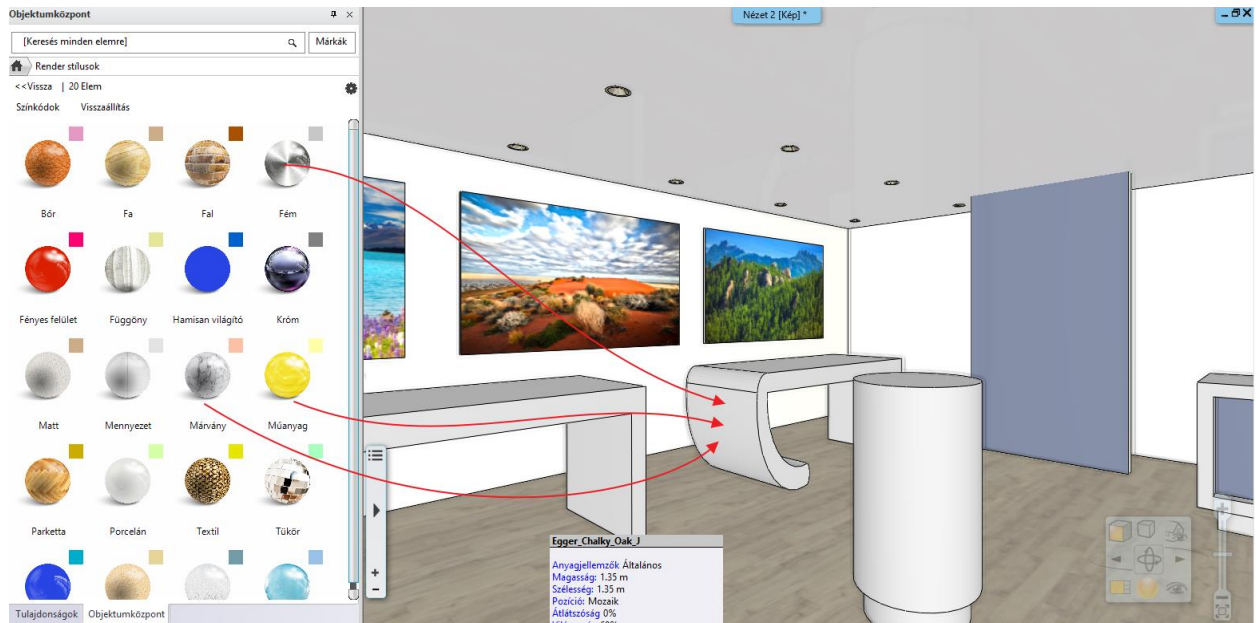 Objektumközpont
[Keresés minden elemre]
Márkák
Render stílusok
<<Vissza | 20 Elem
Színkódok Visszaállítás
Bőr Fa Fal Fém
Fényes felület Függöny Hamisan világító Króm
Matt Mennyezet Márvány Műanyag
Parketta Porcelán Textil Tükör
Tulajdonságok Objektumközpont
Nézet 2 [Kép] *
Egger_Chalky_Oak_J
Anyagjellemzők Általános
Magasság: 1.35 m
Szélesség: 1.35 m
Pozíció: Mozaik
Átlátszóság 0%